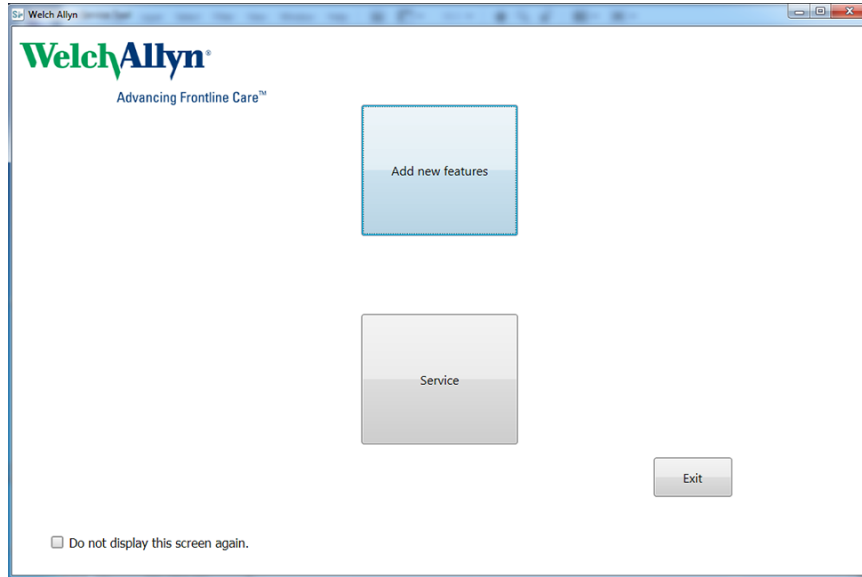 Welch Allyn
WelchAllyn®
Advancing Frontline Care™
Add new features
Service
Exit
Do not display this screen again.